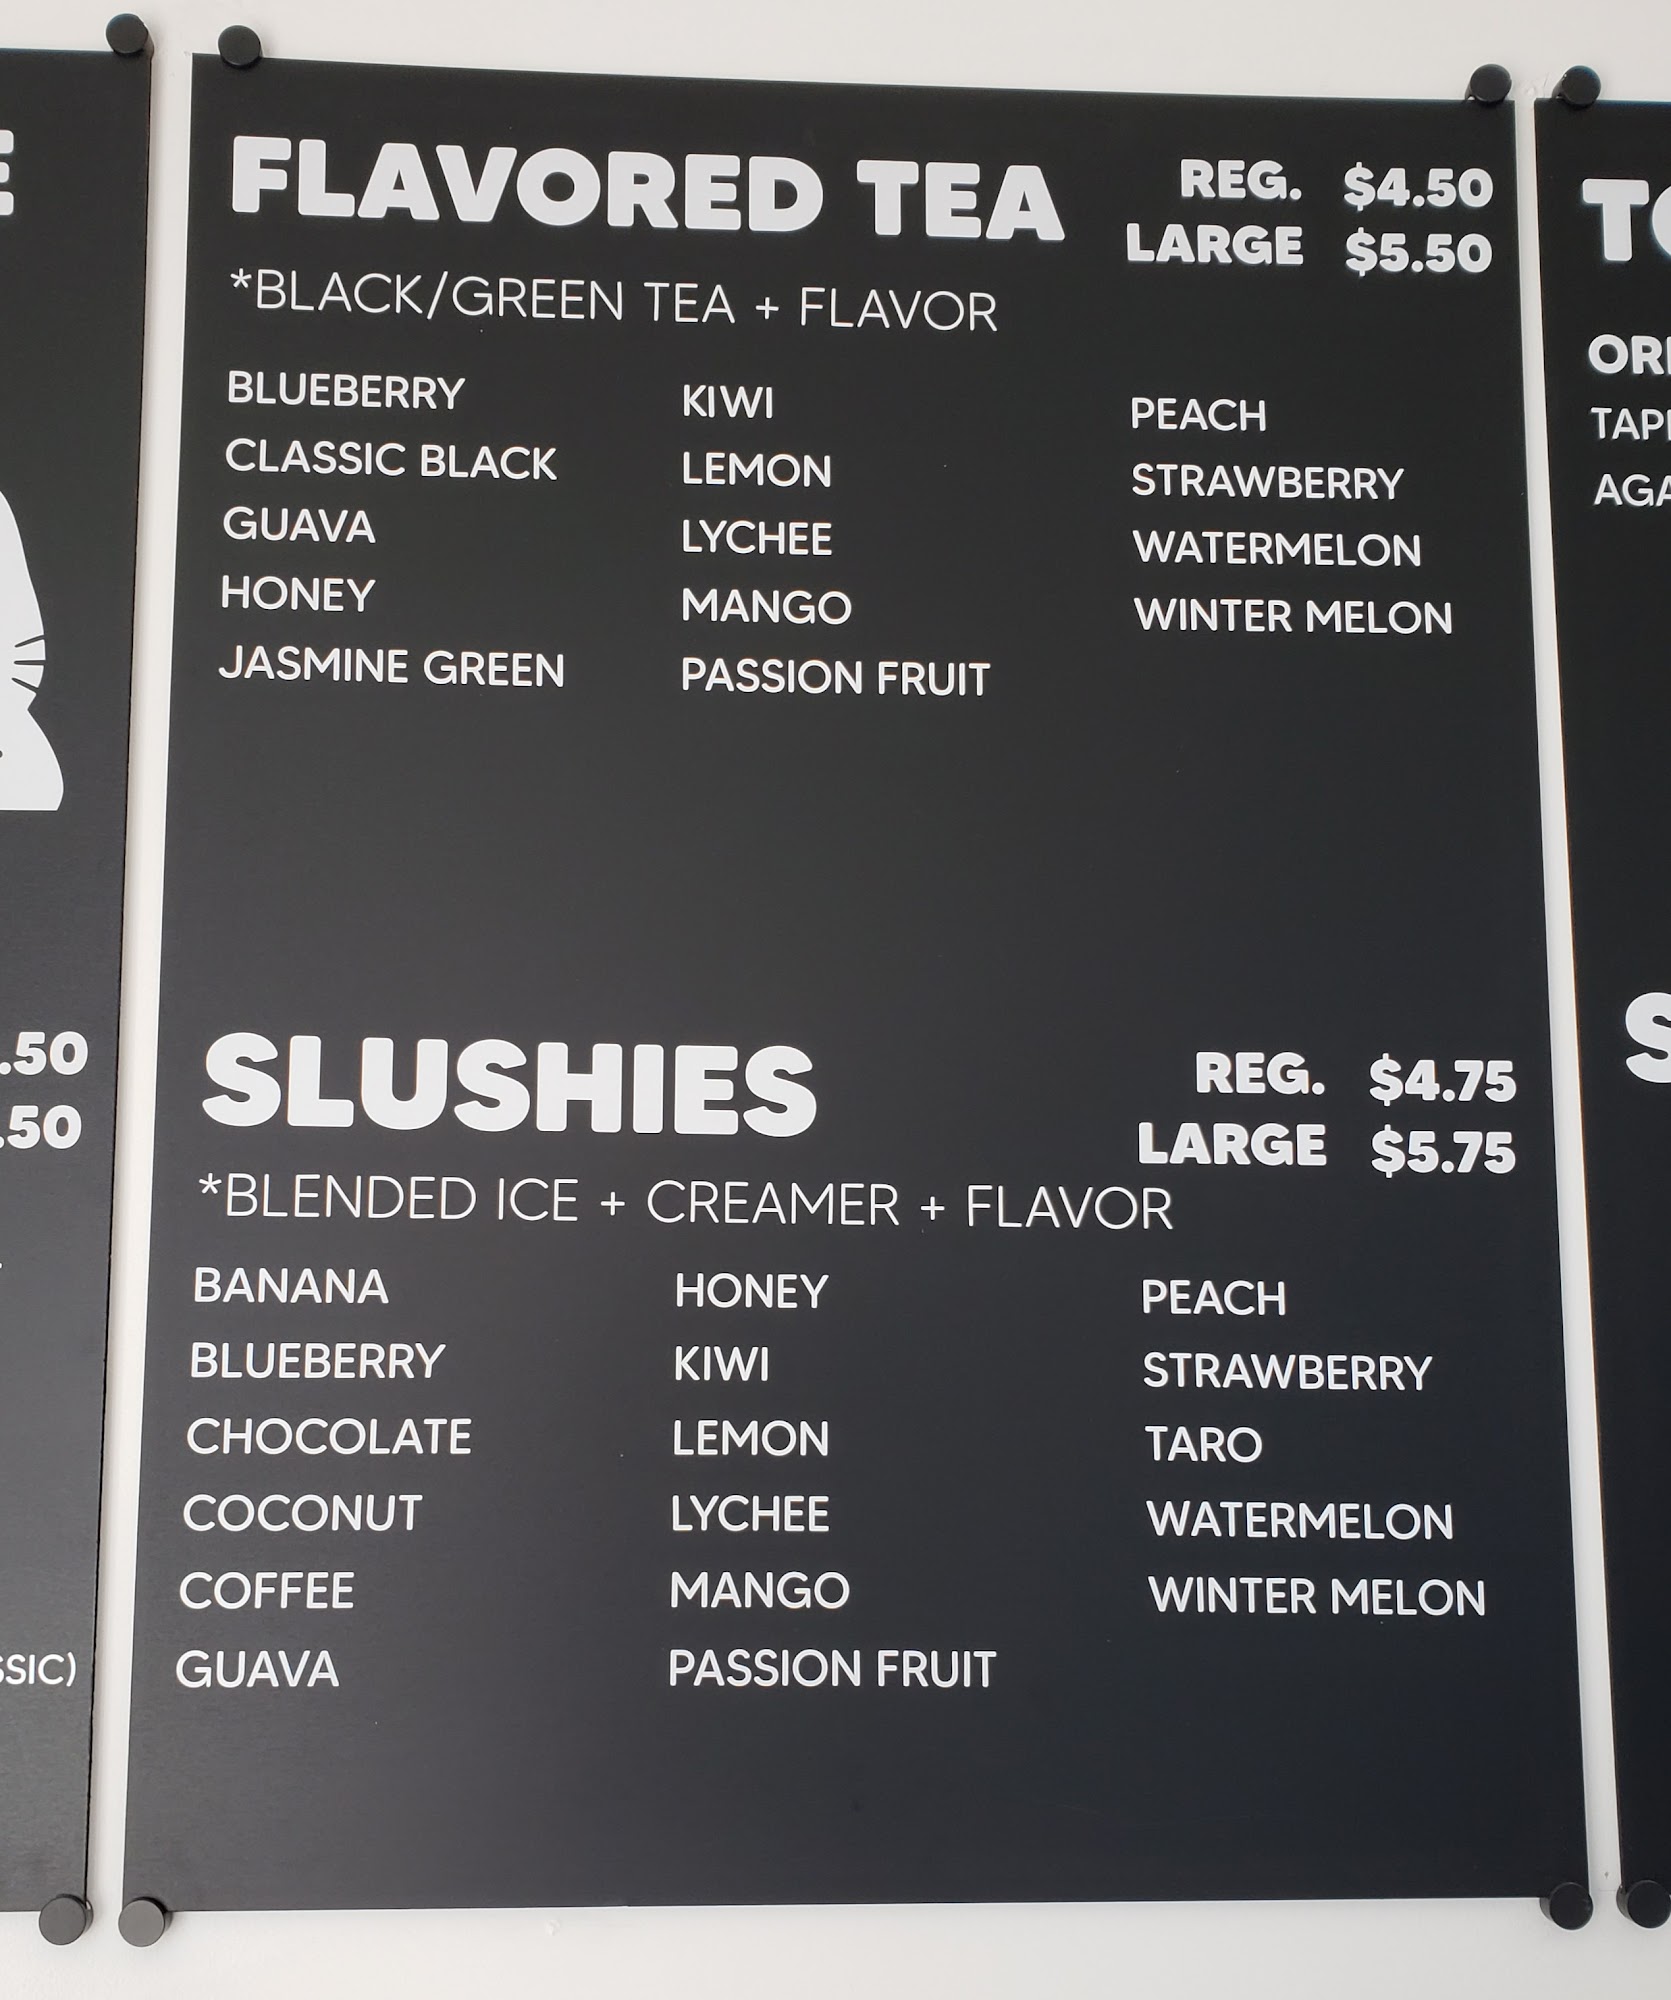 FLAVORED TEA
REG. $4.50
LARGE $5.50
*BLACK/GREEN TEA + FLAVOR
BLUEBERRY
CLASSIC BLACK
GUAVA
HONEY
JASMINE GREEN
KIWI
LEMON
LYCHEE
MANGO
PASSION FRUIT
PEACH
STRAWBERRY
WATERMELON
WINTER MELON
SLUSHIES
REG. $4.75
LARGE $5.75
*BLENDED ICE + CREAMER + FLAVOR
BANANA
BLUEBERRY
CHOCOLATE
COCONUT
COFFEE
GUAVA
HONEY
KIWI
LEMON
LYCHEE
MANGO
PASSION FRUIT
PEACH
STRAWBERRY
TARO
WATERMELON
WINTER MELON